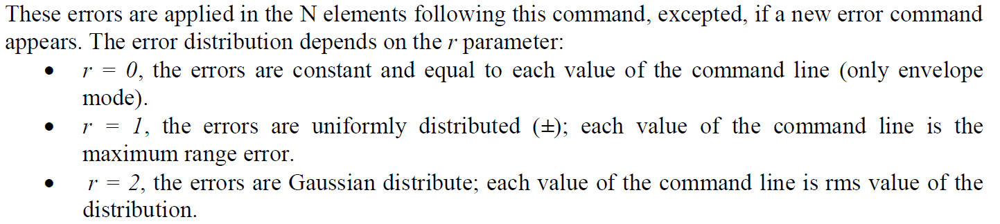 These errors are applied in the N elements following this command, excepted, if a new error command
appears. The error distribution depends on the r parameter:
• r = 0, the errors are constant and equal to each value of the command line (only envelope
mode).
• r = 1, the errors are uniformly distributed (±); each value of the command line is the
maximum range error.
• r = 2, the errors are Gaussian distribute; each value of the command line is rms value of the
distribution.